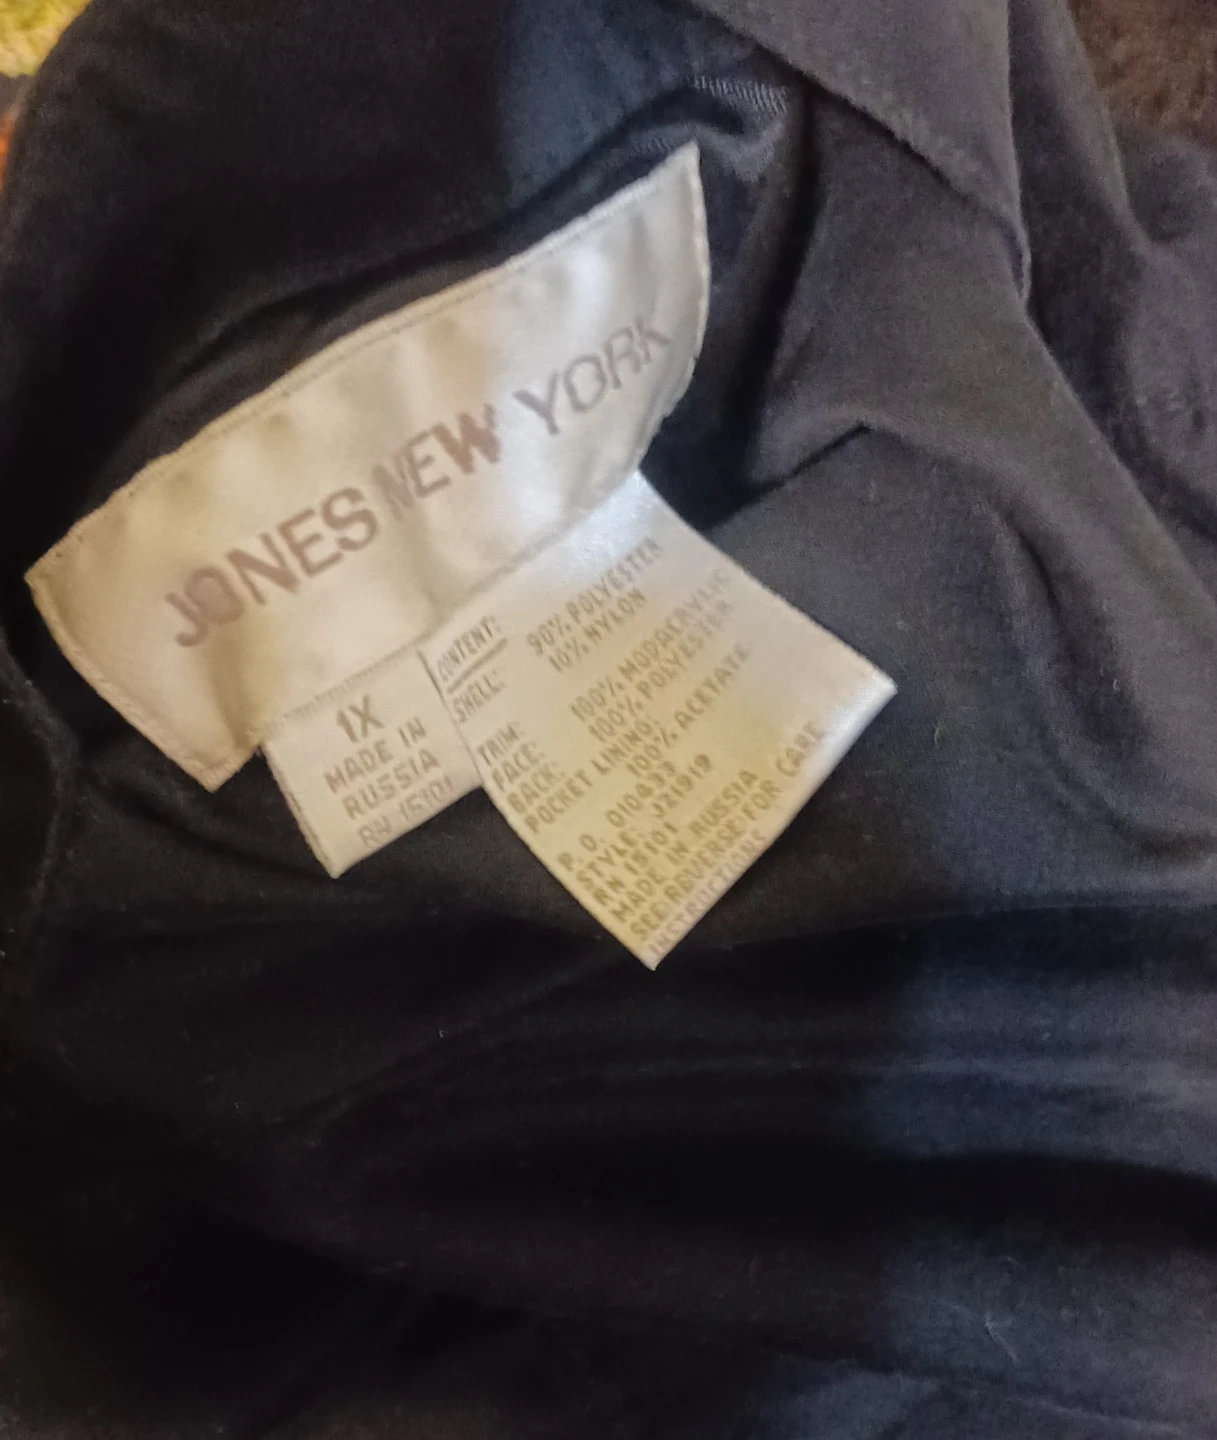 JONES NEW YORK
1X
MADE IN
RUSSIA
RN 15101
CONTENT:
SHELL: 90% POLYESTER
10% NYLON
TRIM:
FACE: 100% MODACRYLIC
BACK: 100% POLYESTER
POCKET LINING:
100% ACETATE
P.O. 010433
STYLE: J21919
RN 15101
MADE IN RUSSIA
SEE REVERSE FOR CARE
INSTRUCTIONS